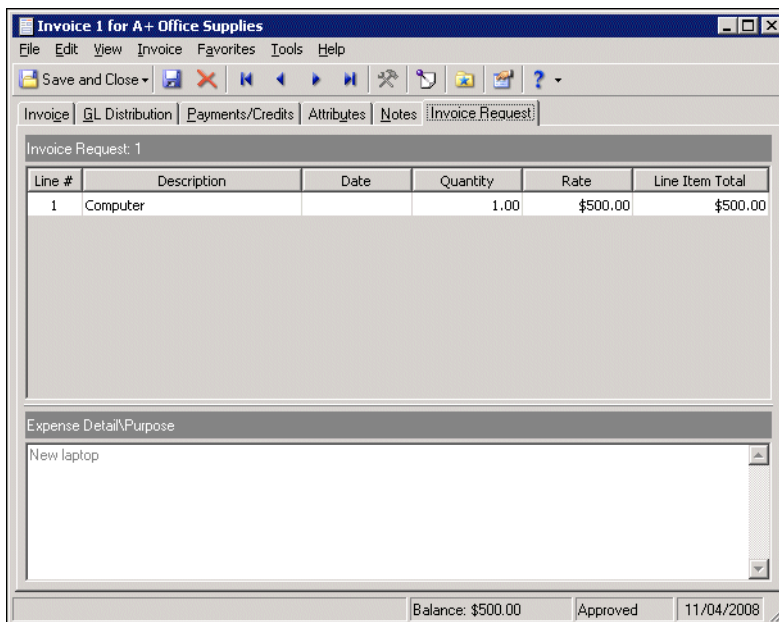 Invoice 1 for A+ Office Supplies
File Edit View Invoice Favorites Tools Help
Save and Close
Invoice GL Distribution Payments/Credits Attributes Notes Invoice Request
Invoice Request: 1
Line # Description Date Quantity Rate Line Item Total
1 Computer 1.00 $500.00 $500.00
Expense Detail\Purpose
New laptop
Balance: $500.00 Approved 11/04/2008